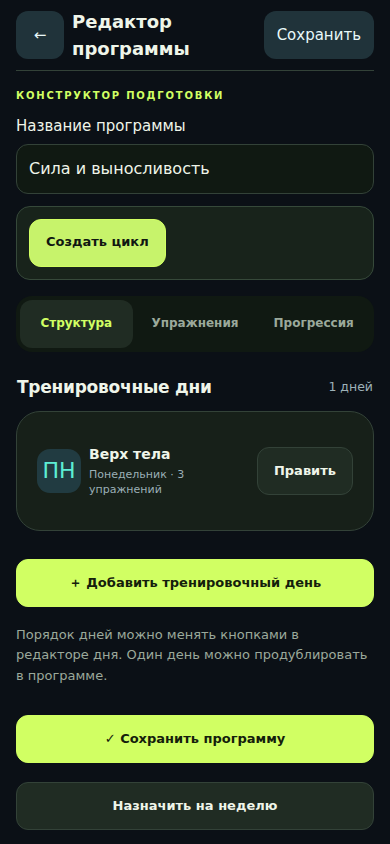 ←
Редактор
программы
Сохранить
КОНСТРУКТОР ПОДГОТОВКИ
Название программы
Сила и выносливость
Создать цикл
Структура
Упражнения
Прогрессия
Тренировочные дни
1 дней
ПН
Верх тела
Понедельник · 3
упражнений
Править
+ Добавить тренировочный день
Порядок дней можно менять кнопками в
редакторе дня. Один день можно продублировать
в программе.
✓ Сохранить программу
Назначить на неделю